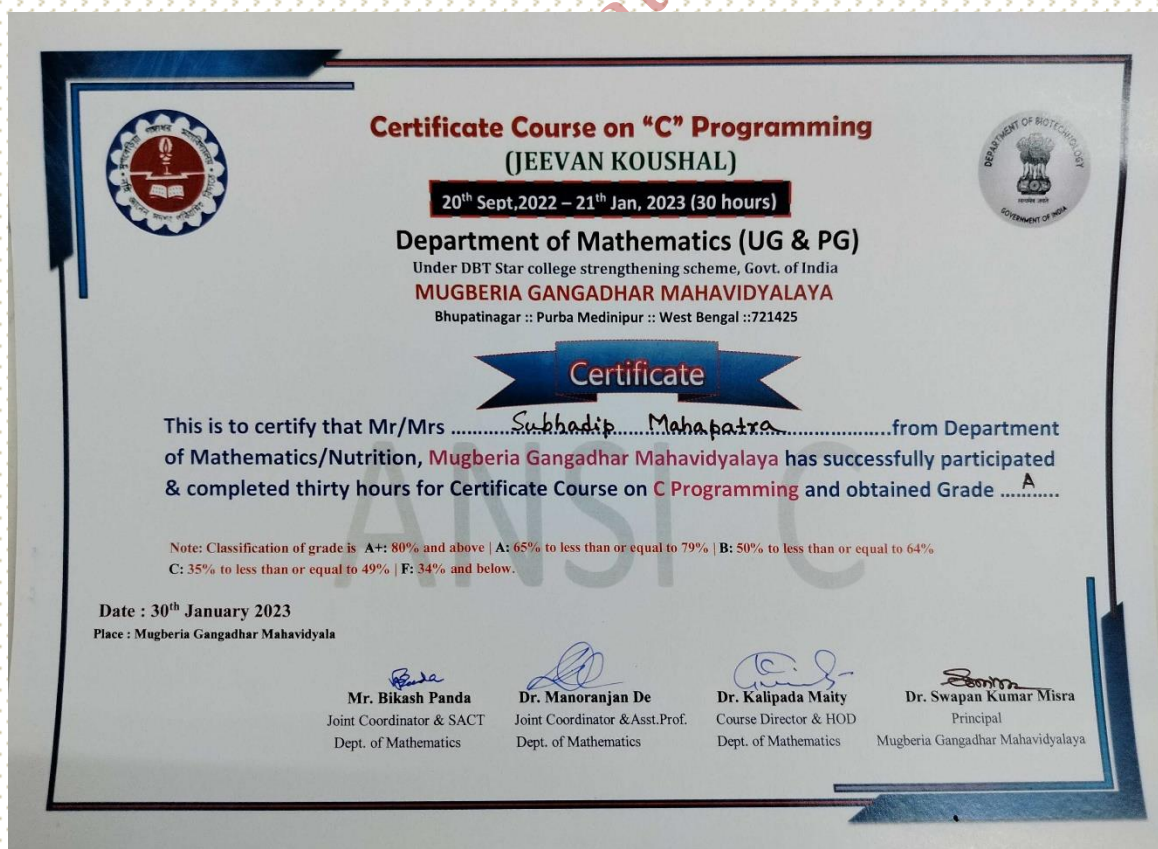 Certificate Course on "C" Programming
(JEEVAN KOUSHAL)
20th Sept,2022 – 21th Jan, 2023 (30 hours)
Department of Mathematics (UG & PG)
Under DBT Star college strengthening scheme, Govt. of India
MUGBERIA GANGADHAR MAHAVIDYALAYA
Bhupatinagar :: Purba Medinipur :: West Bengal ::721425
DEPARTMENT OF BIOTECHNOLOGY
सत्यमेव जयते
GOVERNMENT OF INDIA
Certificate
This is to certify that Mr/Mrs ..........Subhadip Mahapatra....................from Department
of Mathematics/Nutrition, Mugberia Gangadhar Mahavidyalaya has successfully participated
& completed thirty hours for Certificate Course on C Programming and obtained Grade ......A.....
ANSI C
Note: Classification of grade is A+: 80% and above | A: 65% to less than or equal to 79% | B: 50% to less than or equal to 64%
C: 35% to less than or equal to 49% | F: 34% and below.
Date : 30th January 2023
Place : Mugberia Gangadhar Mahavidyala
Mr. Bikash Panda
Joint Coordinator & SACT
Dept. of Mathematics
Dr. Manoranjan De
Joint Coordinator &Asst.Prof.
Dept. of Mathematics
Dr. Kalipada Maity
Course Director & HOD
Dept. of Mathematics
Dr. Swapan Kumar Misra
Principal
Mugberia Gangadhar Mahavidyalaya